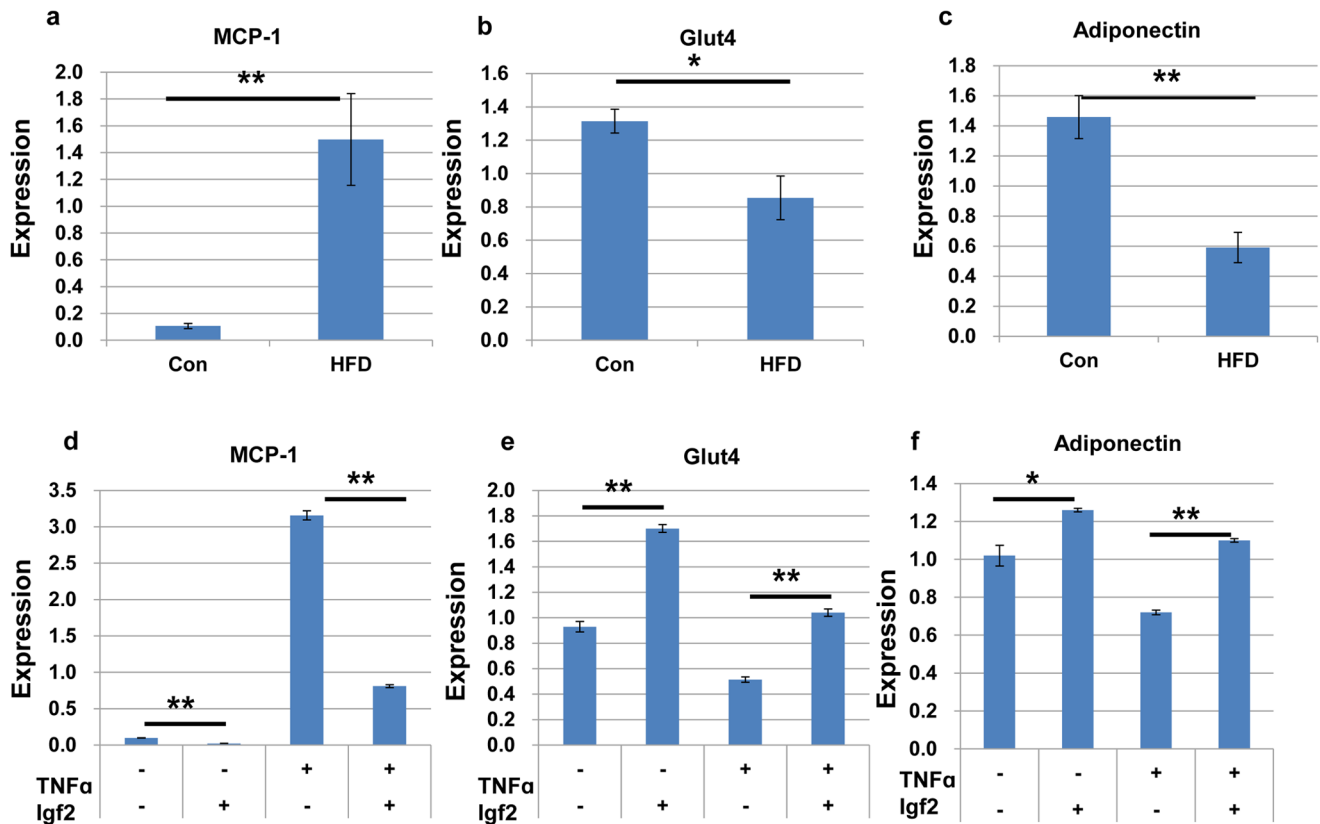 a
MCP-1
**
Expression
2.0
1.8
1.6
1.4
1.2
1.0
0.8
0.6
0.4
0.2
0.0
Con HFD
b
Glut4
*
Expression
1.6
1.4
1.2
1.0
0.8
0.6
0.4
0.2
0.0
Con HFD
c
Adiponectin
**
Expression
1.8
1.6
1.4
1.2
1.0
0.8
0.6
0.4
0.2
0.0
Con HFD
d
MCP-1
** **
Expression
3.5
3.0
2.5
2.0
1.5
1.0
0.5
0.0
TNFα - - + +
Igf2 - + - +
e
Glut4
** **
Expression
2.0
1.8
1.6
1.4
1.2
1.0
0.8
0.6
0.4
0.2
0.0
TNFα - - + +
Igf2 - + - +
f
Adiponectin
* **
Expression
1.4
1.2
1.0
0.8
0.6
0.4
0.2
0.0
TNFα - - + +
Igf2 - + - +